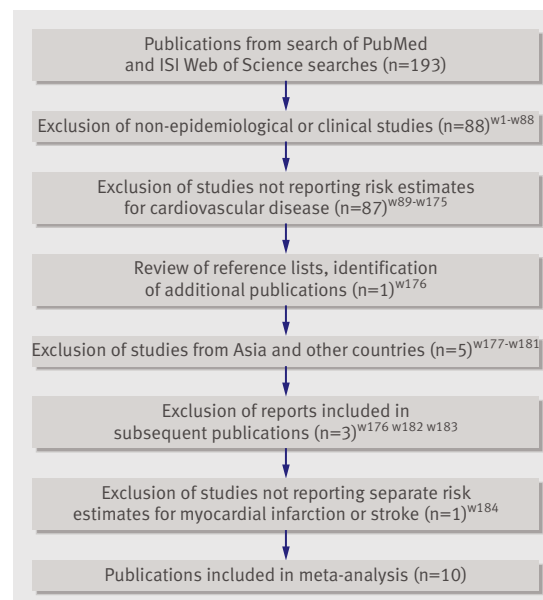 Publications from search of PubMed
and ISI Web of Science searches (n=193)
Exclusion of non-epidemiological or clinical studies (n=88)w1-w88
Exclusion of studies not reporting risk estimates
for cardiovascular disease (n=87)w89-w175
Review of reference lists, identification
of additional publications (n=1)w176
Exclusion of studies from Asia and other countries (n=5)w177-w181
Exclusion of reports included in
subsequent publications (n=3)w176 w182 w183
Exclusion of studies not reporting separate risk
estimates for myocardial infarction or stroke (n=1)w184
Publications included in meta-analysis (n=10)